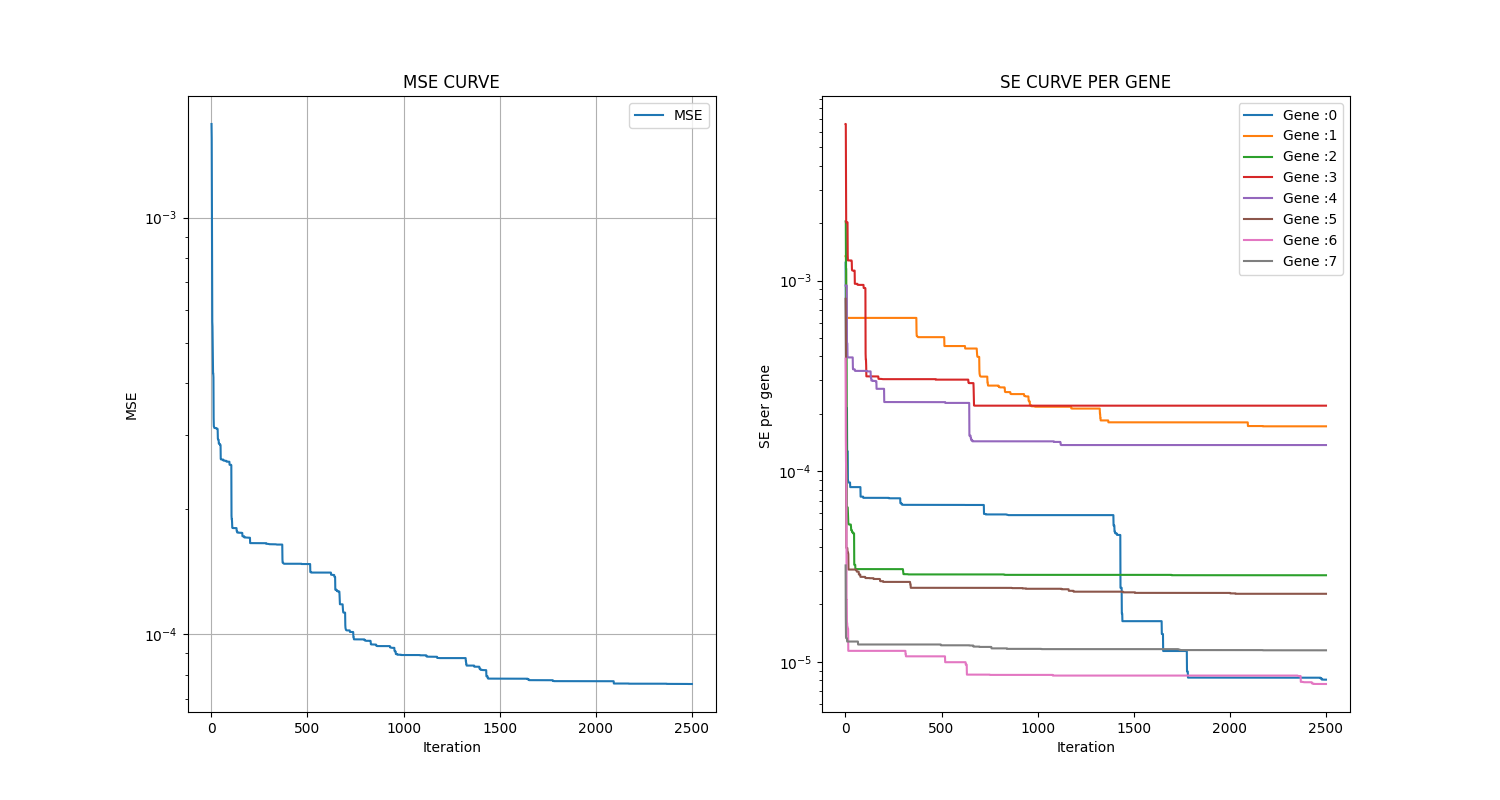 MSE CURVE
MSE
10⁻³
10⁻⁴
MSE
0 500 1000 1500 2000 2500
Iteration
SE CURVE PER GENE
Gene :0
Gene :1
Gene :2
Gene :3
Gene :4
Gene :5
Gene :6
Gene :7
10⁻³
10⁻⁴
10⁻⁵
SE per gene
0 500 1000 1500 2000 2500
Iteration